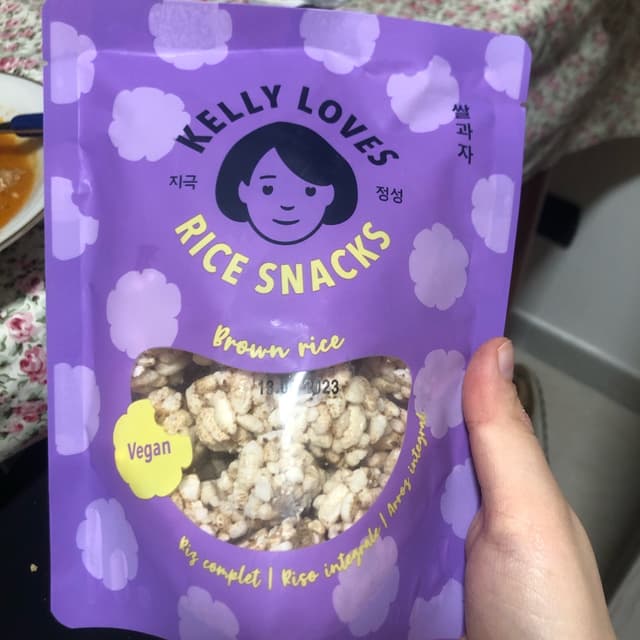 KELLY LOVES
쌀과자
지극
정성
RICE SNACKS
Brown rice
Vegan
Riz complet | Riso integrale | Arroz integral